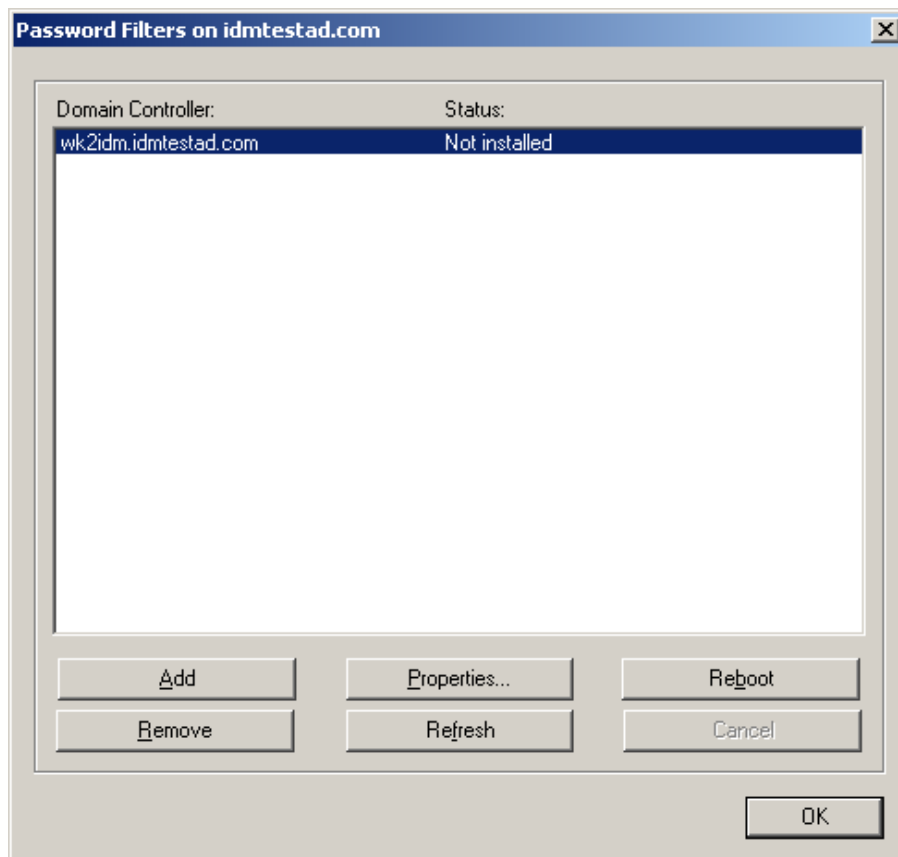 Password Filters on idmtestad.com
Domain Controller: Status:
wk2idm.idmtestad.com Not installed
Add Properties... Reboot
Remove Refresh Cancel
OK